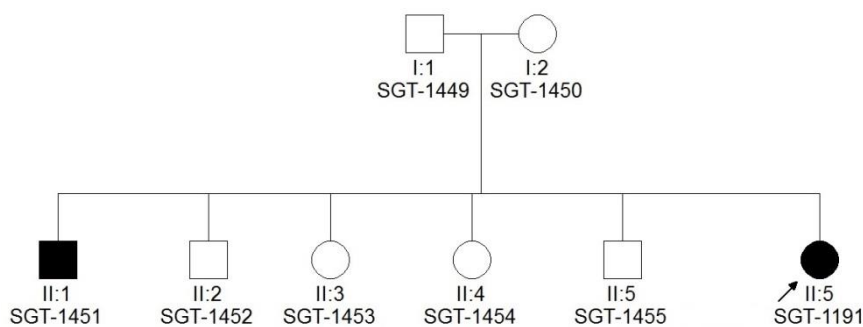 I:1 I:2
SGT-1449 SGT-1450
II:1 II:2 II:3 II:4 II:5 II:5
SGT-1451 SGT-1452 SGT-1453 SGT-1454 SGT-1455 SGT-1191